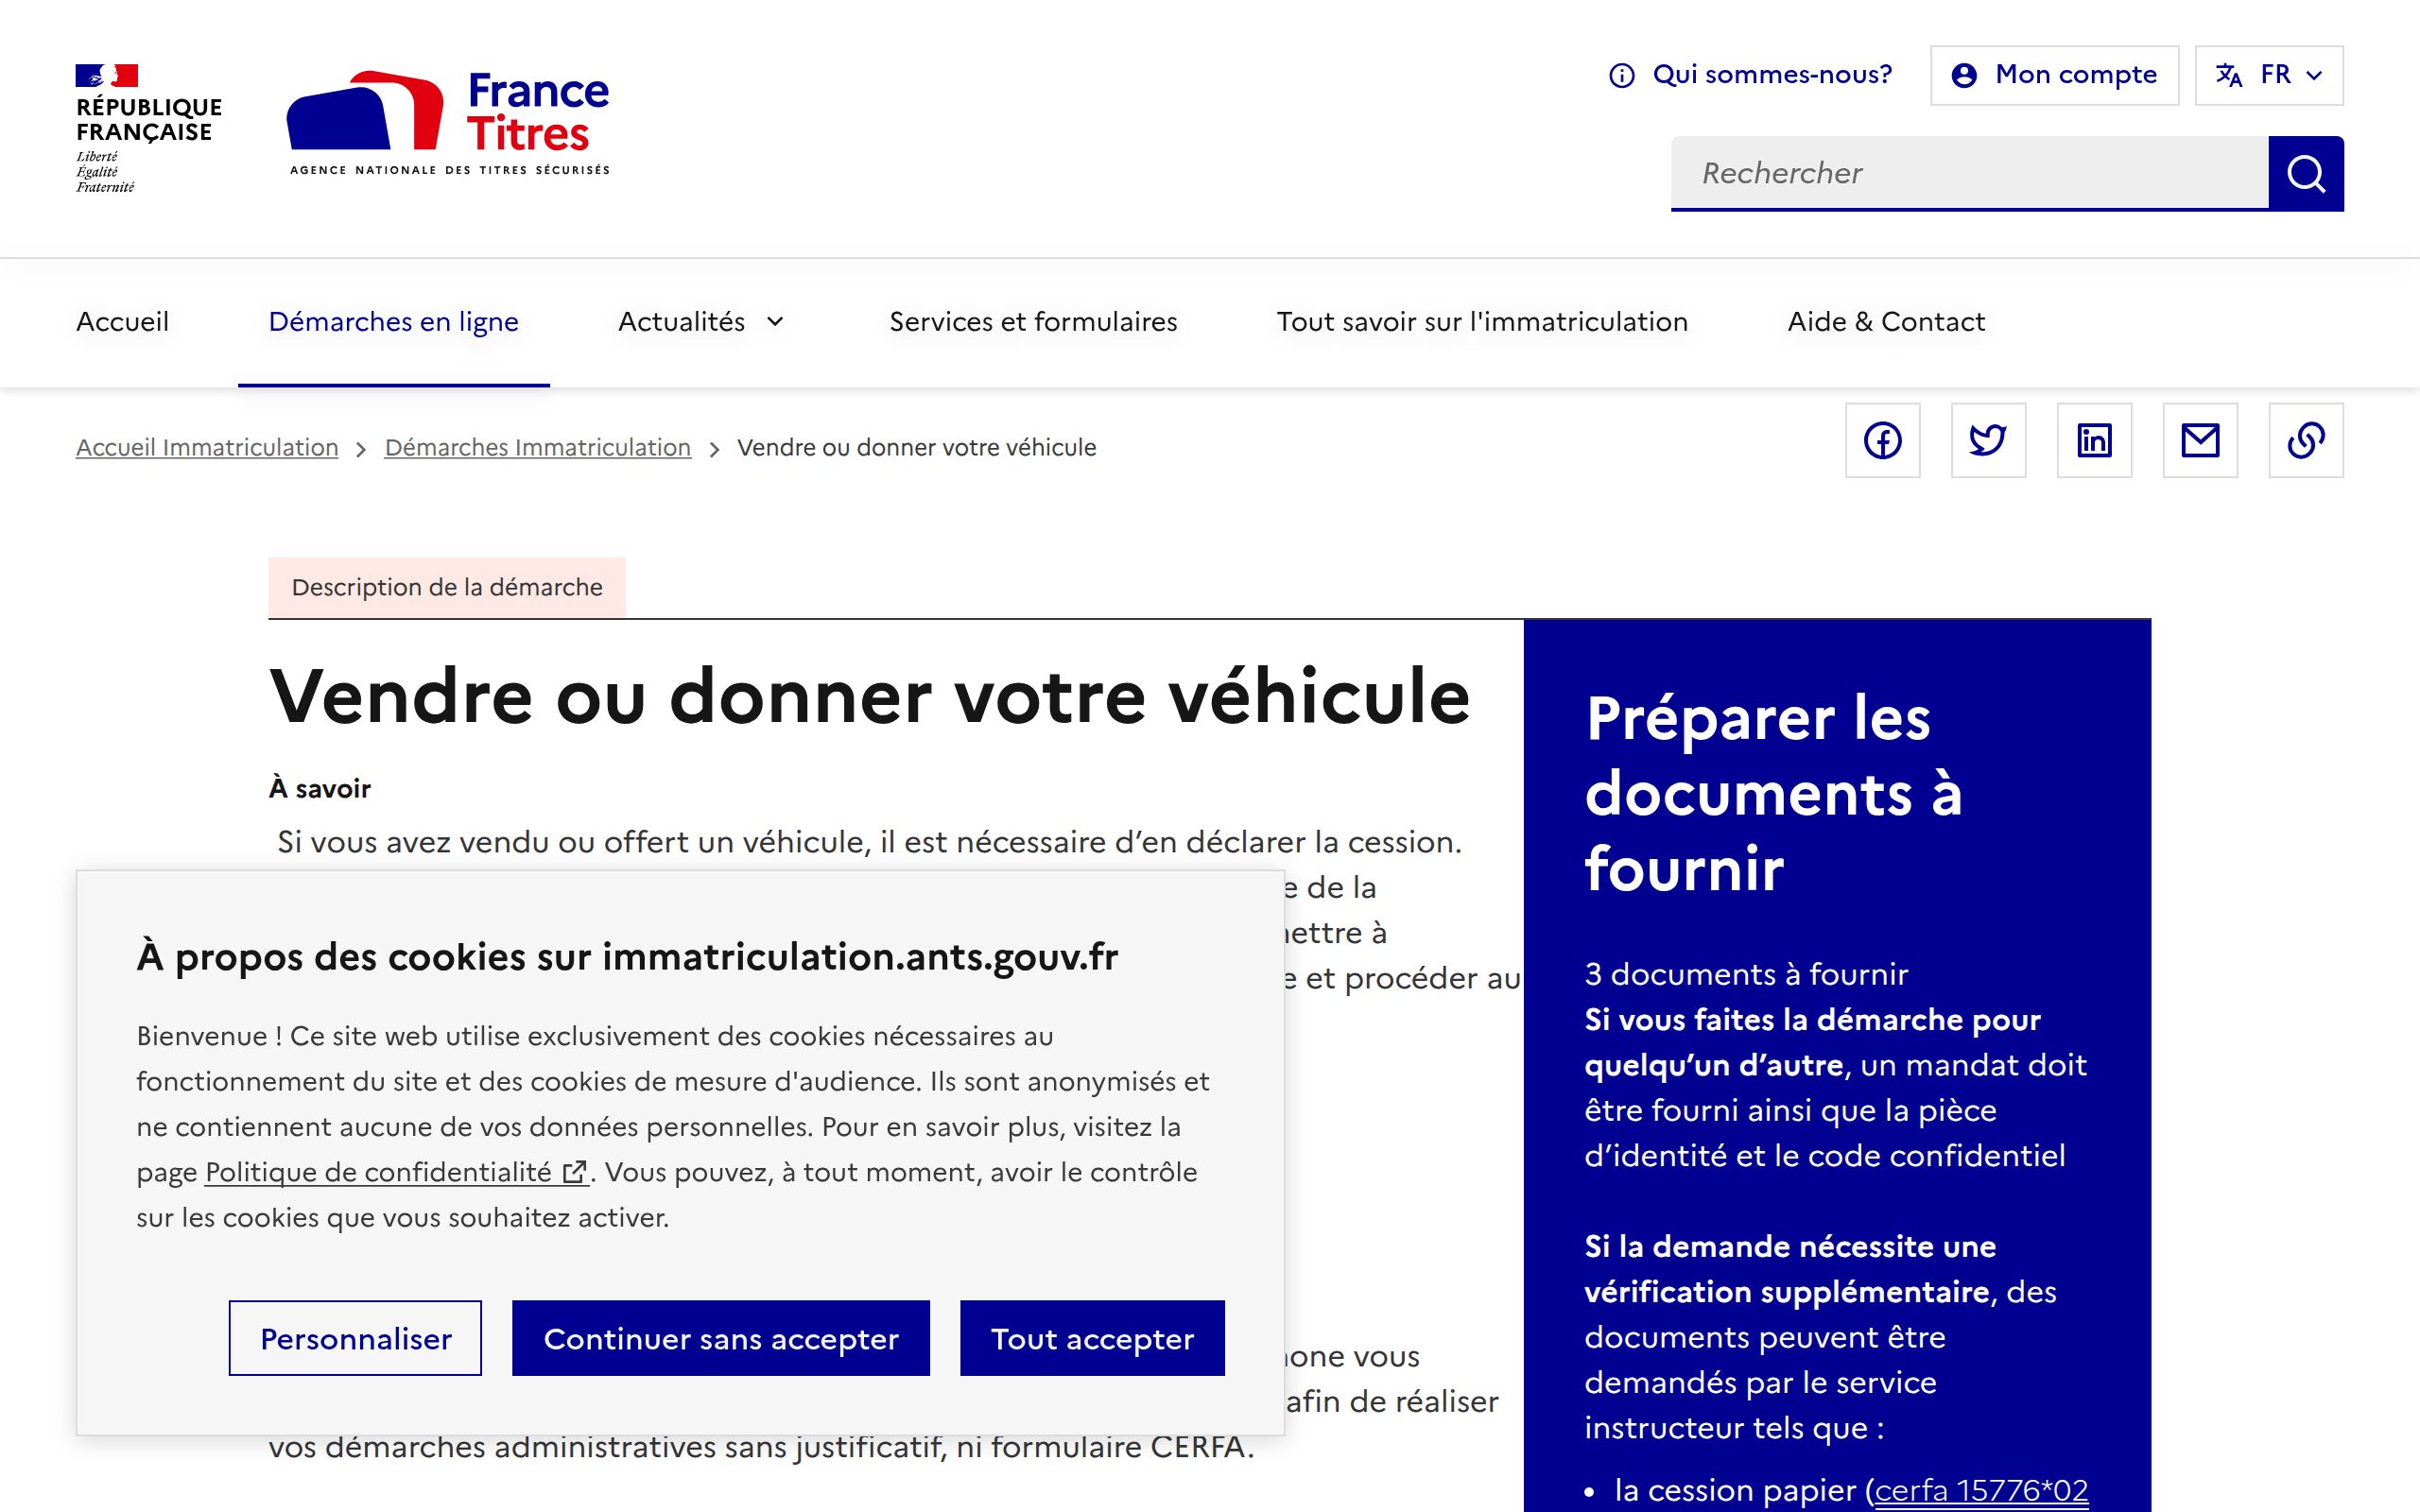 RÉPUBLIQUE
FRANÇAISE
Liberté
Égalité
Fraternité
France
Titres
AGENCE NATIONALE DES TITRES SÉCURISÉS
Qui sommes-nous?
Mon compte
FR
Rechercher
Accueil
Démarches en ligne
Actualités
Services et formulaires
Tout savoir sur l'immatriculation
Aide & Contact
Accueil Immatriculation > Démarches Immatriculation > Vendre ou donner votre véhicule
Description de la démarche
Vendre ou donner votre véhicule
À savoir
Si vous avez vendu ou offert un véhicule, il est nécessaire d’en déclarer la cession.
de la
à
et procéder au
vous
afin de réaliser
vos démarches administratives sans justificatif, ni formulaire CERFA.
À propos des cookies sur immatriculation.ants.gouv.fr
Bienvenue ! Ce site web utilise exclusivement des cookies nécessaires au
fonctionnement du site et des cookies de mesure d'audience. Ils sont anonymisés et
ne contiennent aucune de vos données personnelles. Pour en savoir plus, visitez la
page Politique de confidentialité . Vous pouvez, à tout moment, avoir le contrôle
sur les cookies que vous souhaitez activer.
Personnaliser
Continuer sans accepter
Tout accepter
Préparer les
documents à
fournir
3 documents à fournir
Si vous faites la démarche pour
quelqu’un d’autre, un mandat doit
être fourni ainsi que la pièce
d’identité et le code confidentiel
Si la demande nécessite une
vérification supplémentaire, des
documents peuvent être
demandés par le service
instructeur tels que :
• la cession papier (cerfa 15776*02